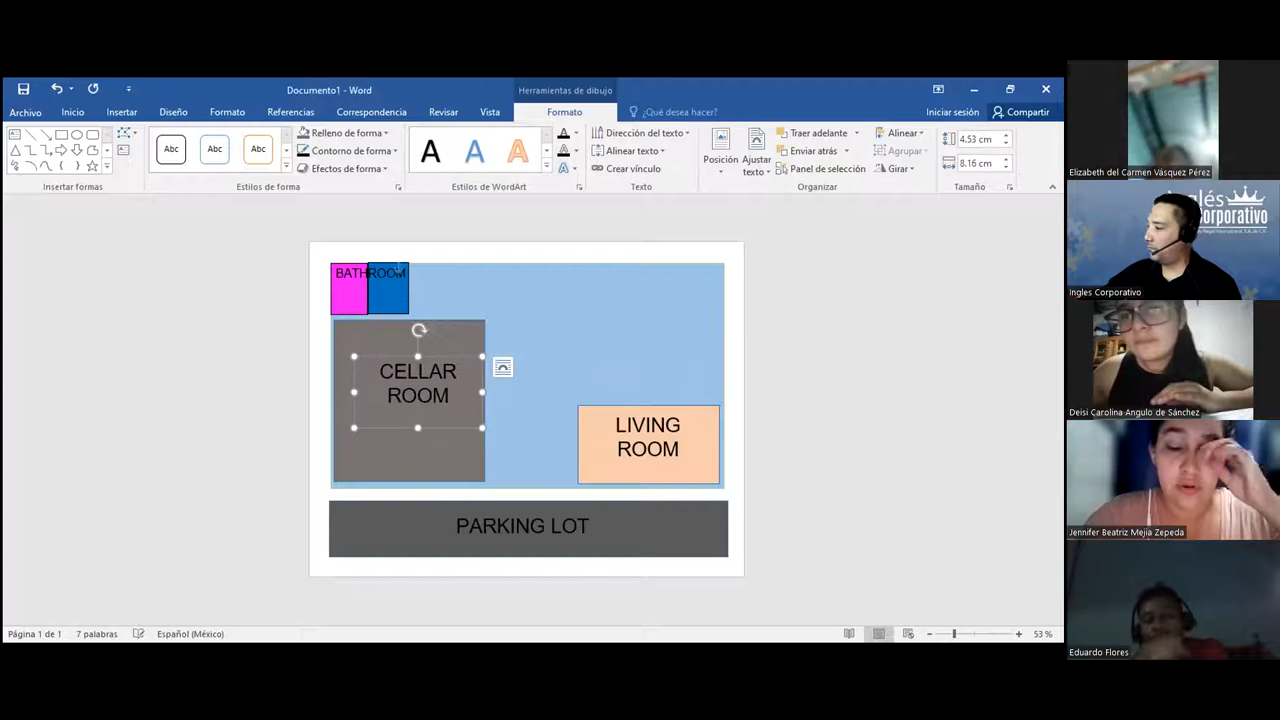 Documento1 - Word
Herramientas de dibujo
Archivo
Inicio
Insertar
Diseño
Formato
Referencias
Correspondencia
Revisar
Vista
Formato
¿Qué desea hacer?
Iniciar sesión
Compartir
Abc
Abc
Abc
Relleno de forma
Contorno de forma
Efectos de forma
A
A
A
Dirección del texto
Alinear texto
Crear vínculo
Posición
Ajustar
texto
Traer adelante
Enviar atrás
Panel de selección
Alinear
Agrupar
Girar
4.53 cm
8.16 cm
Insertar formas
Estilos de forma
Estilos de WordArt
Texto
Organizar
Tamaño
BATHROOM
CELLAR
ROOM
LIVING
ROOM
PARKING LOT
Página 1 de 1
7 palabras
Español (México)
53 %
Elizabeth del Carmen Vásquez Pérez
Ingles Corporativo
Deisi Carolina Angulo de Sánchez
Jennifer Beatriz Mejía Zepeda
Eduardo Flores